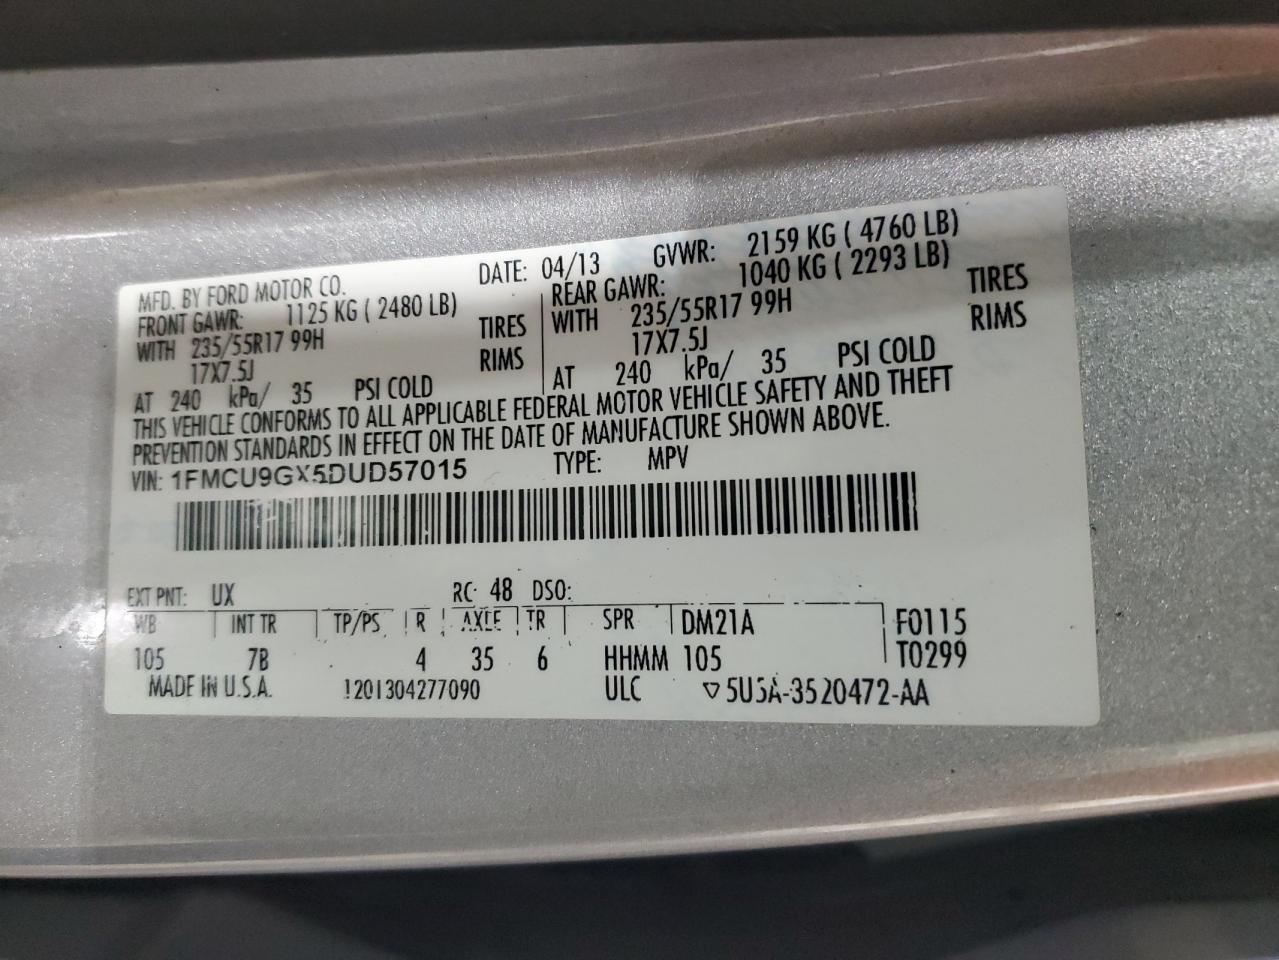 MFD. BY FORD MOTOR CO. DATE: 04/13 GVWR: 2159 KG ( 4760 LB)
FRONT GAWR: 1125 KG ( 2480 LB) REAR GAWR: 1040 KG ( 2293 LB)
WITH 235/55R17 99H TIRES WITH 235/55R17 99H TIRES
17X7.5J RIMS 17X7.5J RIMS
AT 240 kPa/ 35 PSI COLD AT 240 kPa/ 35 PSI COLD
THIS VEHICLE CONFORMS TO ALL APPLICABLE FEDERAL MOTOR VEHICLE SAFETY AND THEFT
PREVENTION STANDARDS IN EFFECT ON THE DATE OF MANUFACTURE SHOWN ABOVE.
VIN: 1FMCU9GX5DUD57015 TYPE: MPV
EXT PNT: UX RC: 48 DSO:
WB INT TR TP/PS R AXLE TR SPR DM21A F0115
105 7B 4 35 6 HHMM 105 T0299
MADE IN U.S.A. 1201304277090 ULC ▽5U5A-3520472-AA